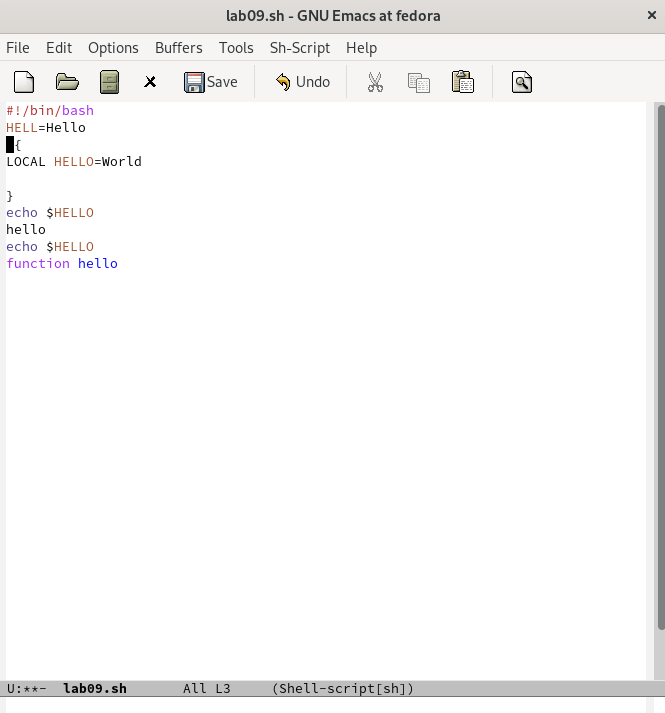 lab09.sh - GNU Emacs at fedora
File Edit Options Buffers Tools Sh-Script Help
Save Undo
#!/bin/bash
HELL=Hello
{
LOCAL HELLO=World
}
echo $HELLO
hello
echo $HELLO
function hello
U:**- lab09.sh All L3 (Shell-script[sh])